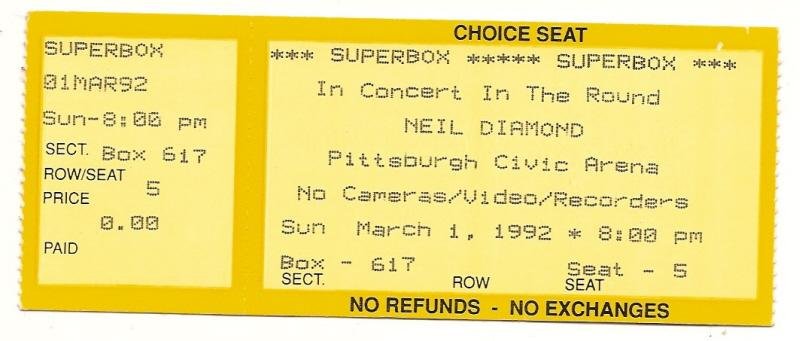 SUPERBOX
01MAR92
Sun-8:00 pm
SECT. Box 617
ROW/SEAT 5
PRICE
0.00
PAID
CHOICE SEAT
*** SUPERBOX ***** SUPERBOX ***
In Concert In The Round
NEIL DIAMOND
Pittsburgh Civic Arena
No Cameras/Video/Recorders
Sun March 1, 1992 * 8:00 pm
Box - 617 Seat - 5
SECT. ROW SEAT
NO REFUNDS - NO EXCHANGES